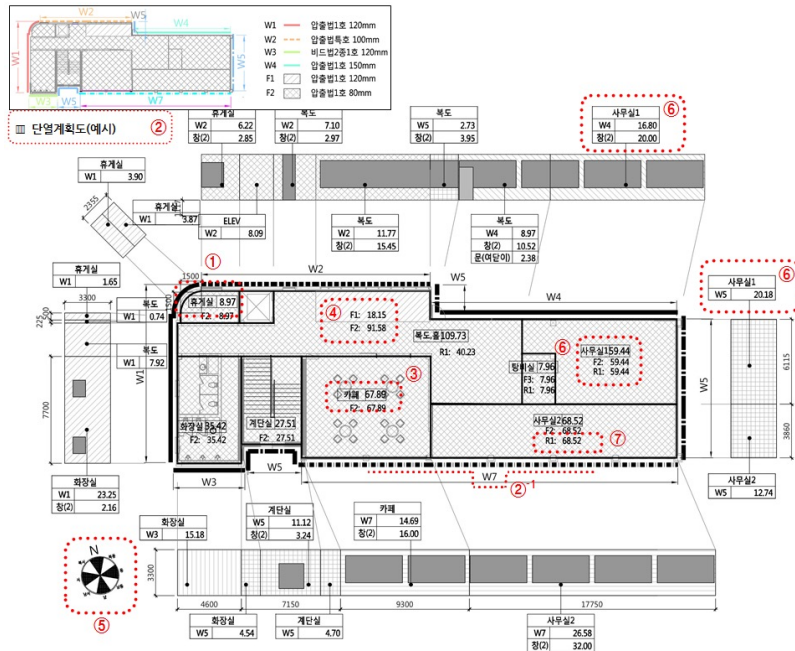 W2
W5
W4
W1
W5
W3
W5
W7
W1 압출법1호 120mm
W2 압출법특호 100mm
W3 비드법2종1호 120mm
W4 압출법1호 150mm
F1 압출법1호 120mm
F2 압출법1호 80mm
▥ 단열계획도(예시) ②
휴게실
W2 6.22
창(2) 2.85
복도
W2 7.10
창(2) 2.97
복도
W5 2.73
창(2) 3.95
사무실1 ⑥
W4 16.80
창(2) 20.00
휴게실
W1 3.90
2355
휴게실
W1 3.87
ELEV
W2 8.09
복도
W2 11.77
창(2) 15.45
복도
W4 8.97
창(2) 10.52
문(여닫이) 2.38
휴게실
W1 1.65
3300
복도
W1 0.74
복도
W1 7.92
225
7700
W1
화장실
W1 23.25
창(2) 2.16
①
1500
W2
W5
W4
휴게실 8.97
F2: 8.97
④
F1: 18.15
F2: 91.58
복도.홀109.73
R1: 40.23
⑥
사무실159.44
F2: 59.44
R1: 59.44
탕비실 7.96
F3: 7.96
R1: 7.96
③
카페 67.89
F2: 67.89
화장실35.42
F2: 35.42
계단실 27.51
F2: 27.51
사무실268.52
F2: 68.52
R1: 68.52
⑦
W5
사무실1 ⑥
W5 20.18
6115
3860
사무실2
W5 12.74
W3
W5
W7
②-1
화장실
W3 15.18
계단실
W5 11.12
창(2) 3.24
카페
W7 14.69
창(2) 16.00
N
⑤
3300
4600
7150
9300
17750
화장실
W5 4.54
계단실
W5 4.70
사무실2
W7 26.58
창(2) 32.00